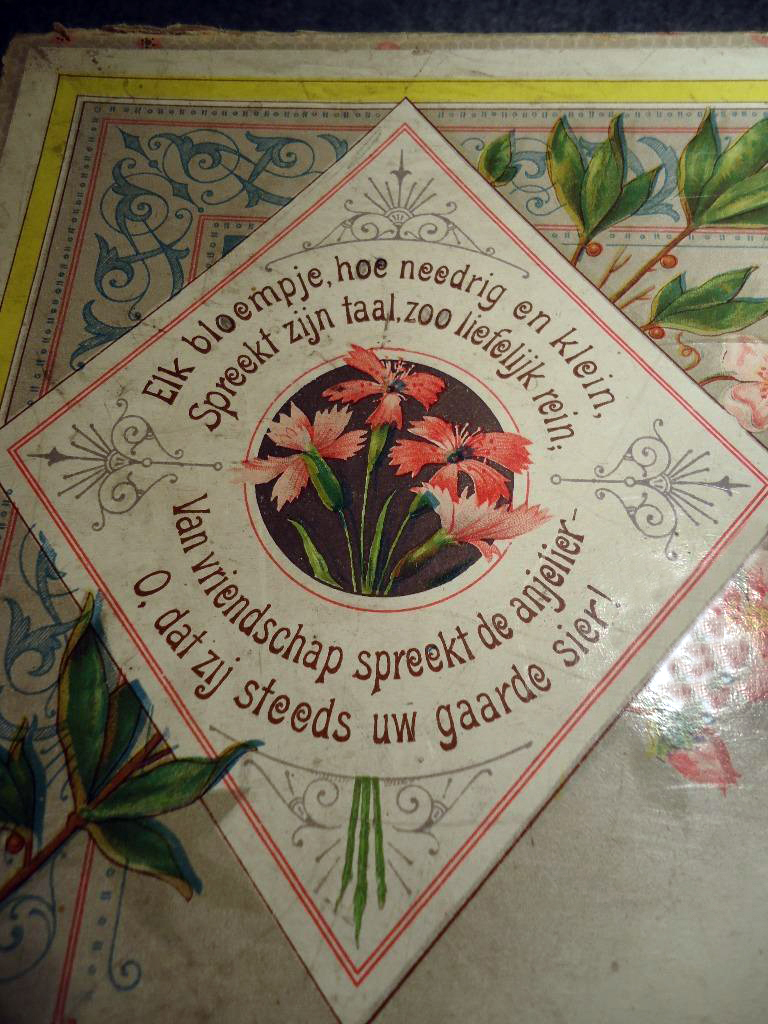 Elk bloempje, hoe needrig en klein,
Spreekt zijn taal, zoo liefelijk rein;
Van vriendschap spreekt de anjelier-
O, dat zij steeds uw gaarde sier!